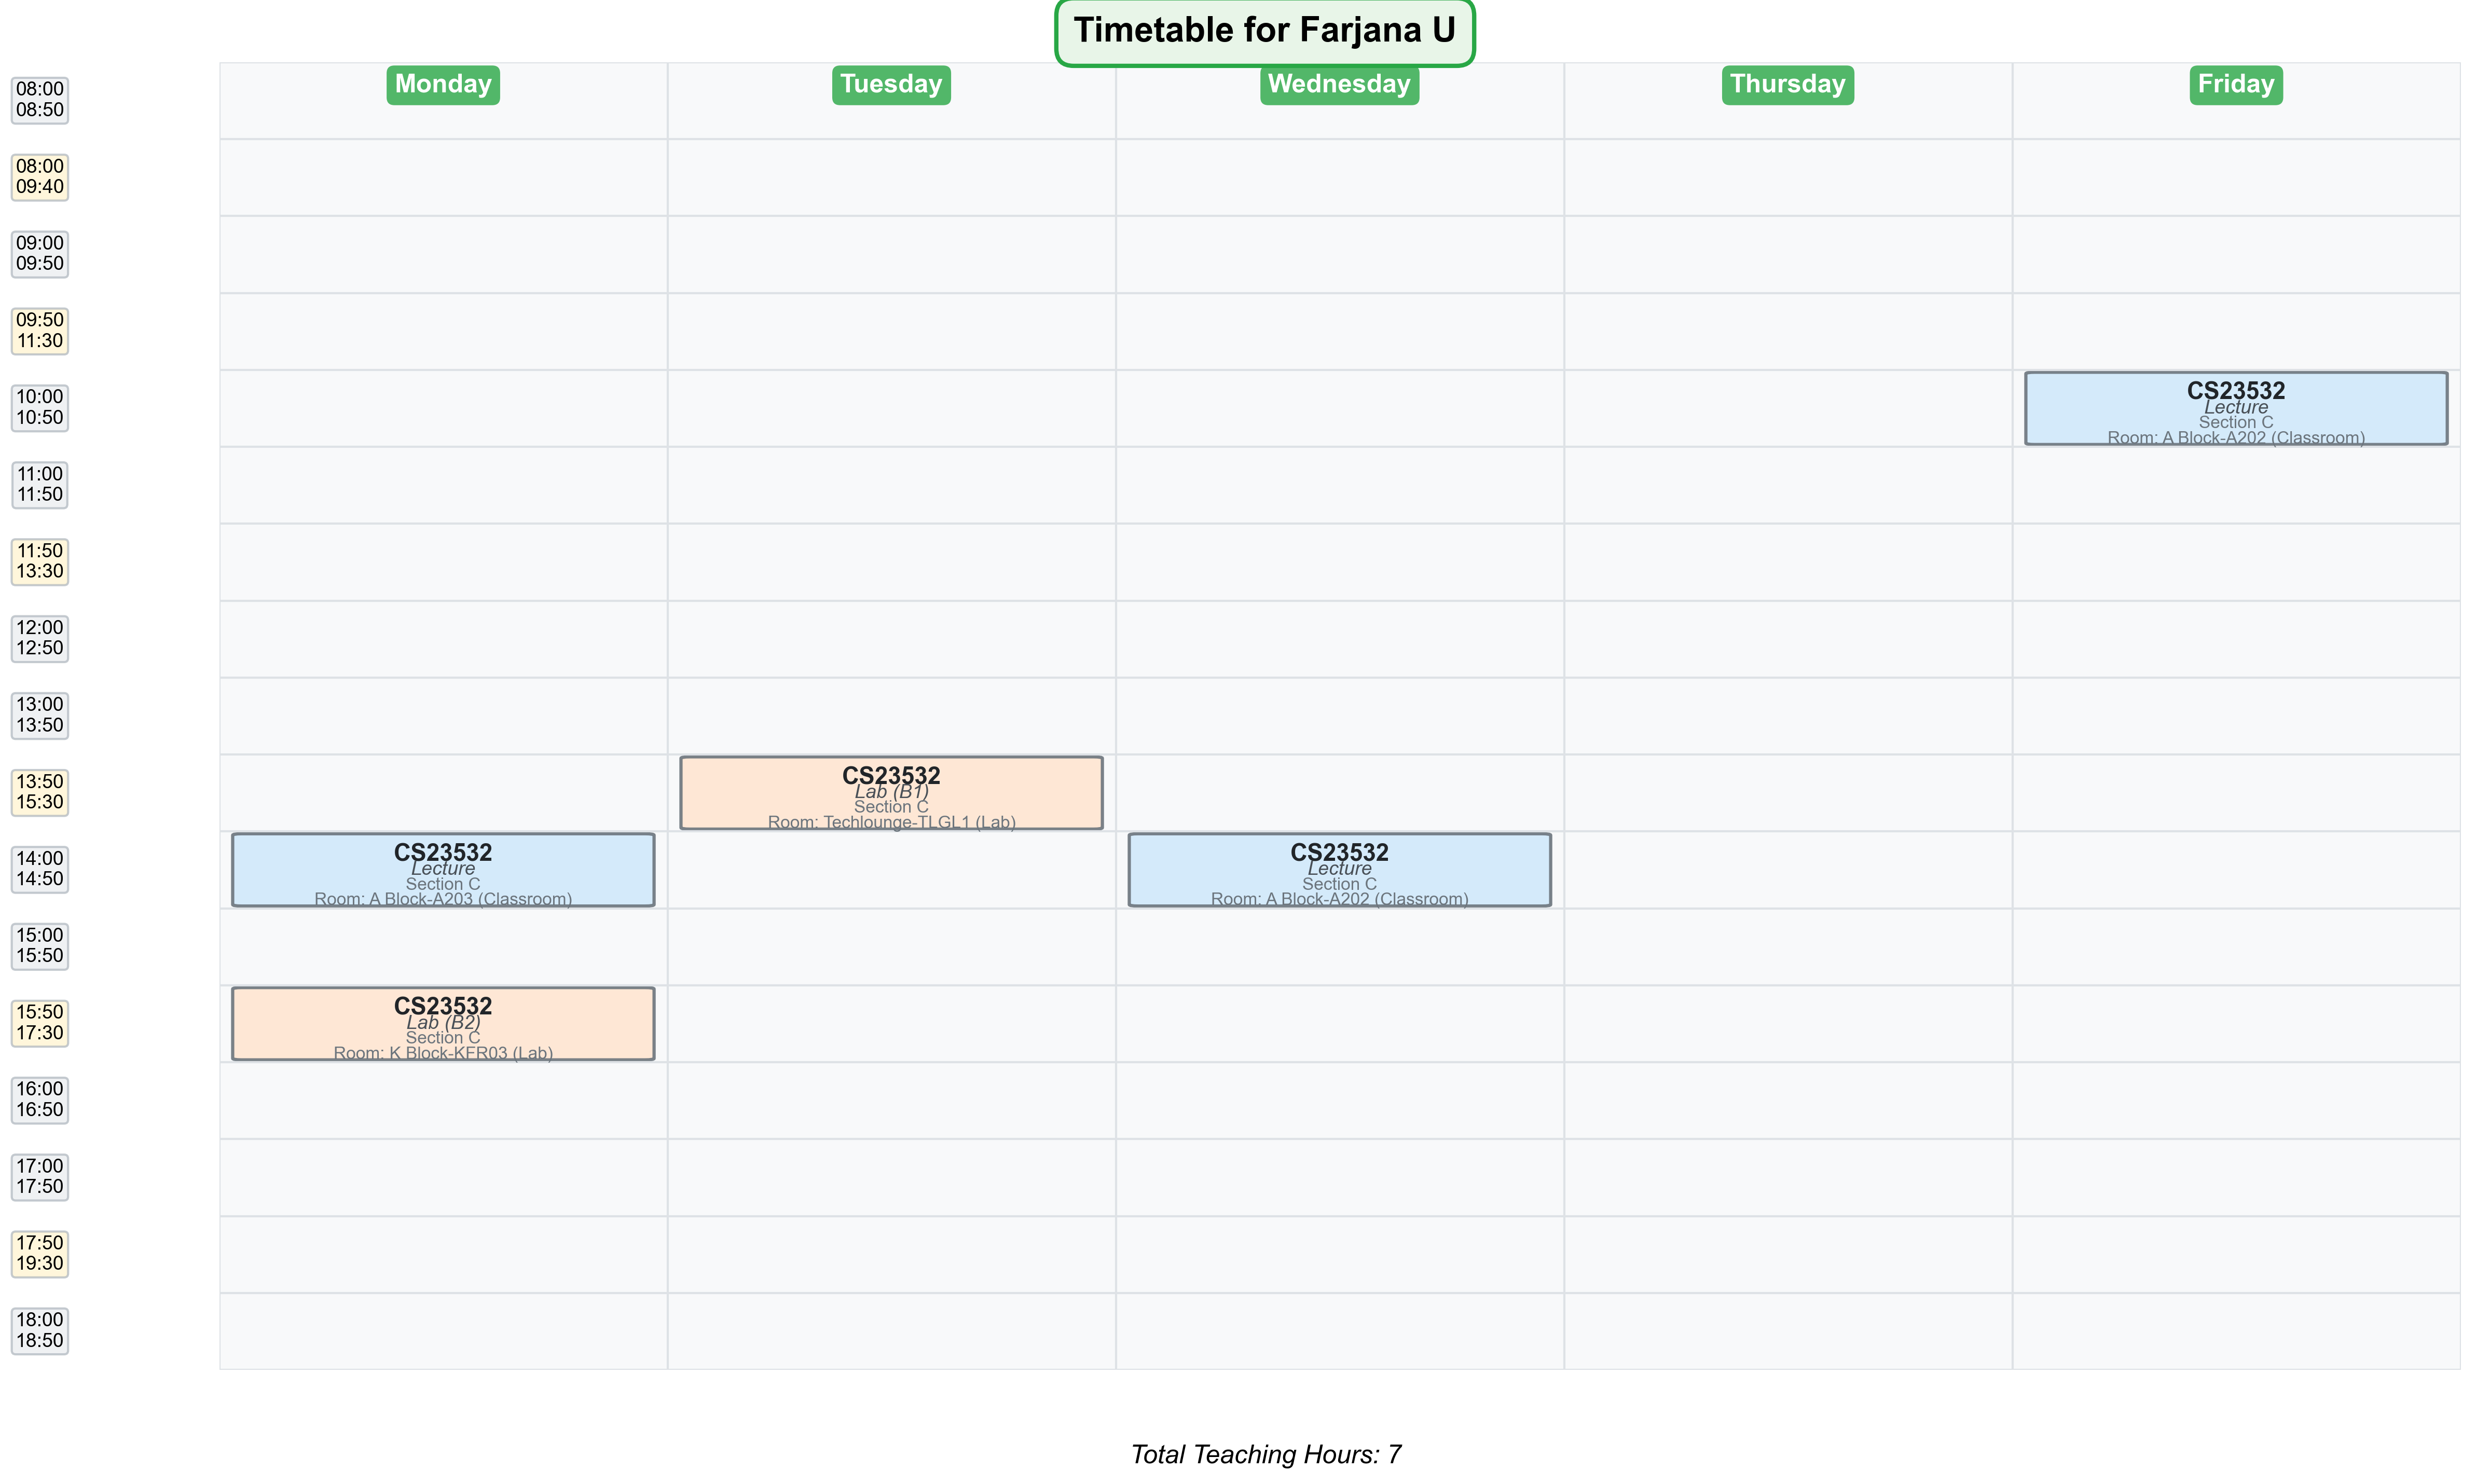 Timetable for Farjana U
Monday
Tuesday
Wednesday
Thursday
Friday
08:00
08:50
08:00
09:40
09:00
09:50
09:50
11:30
10:00
10:50
CS23532
Lecture
Section C
Room: A Block-A202 (Classroom)
11:00
11:50
11:50
13:30
12:00
12:50
13:00
13:50
13:50
15:30
CS23532
Lab (B1)
Section C
Room: Techlounge-TLGL1 (Lab)
14:00
14:50
CS23532
Lecture
Section C
Room: A Block-A203 (Classroom)
CS23532
Lecture
Section C
Room: A Block-A202 (Classroom)
15:00
15:50
15:50
17:30
CS23532
Lab (B2)
Section C
Room: K Block-KFR03 (Lab)
16:00
16:50
17:00
17:50
17:50
19:30
18:00
18:50
Total Teaching Hours: 7